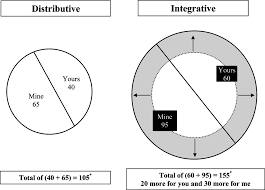 Distributive
Integrative
Yours
40
Mine
65
Yours
60
Mine
95
Total of (40 + 65) = 105*
Total of (60 + 95) = 155*
20 more for you and 30 more for me